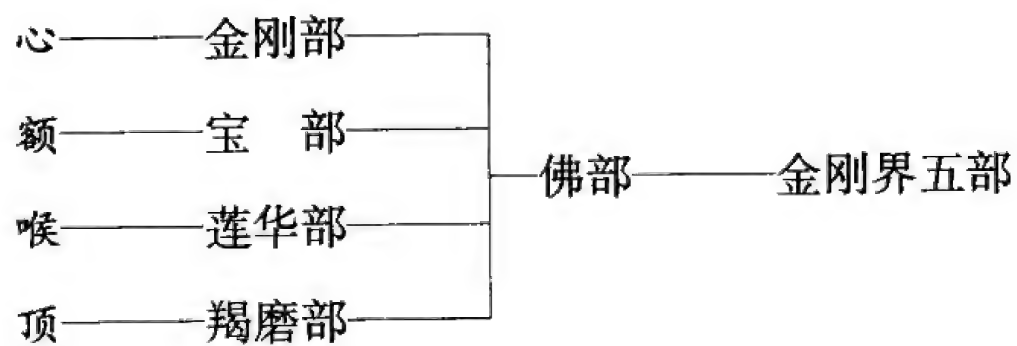 心 金刚部
额 宝 部
佛部 金刚界五部
喉 莲华部
顶 羯磨部